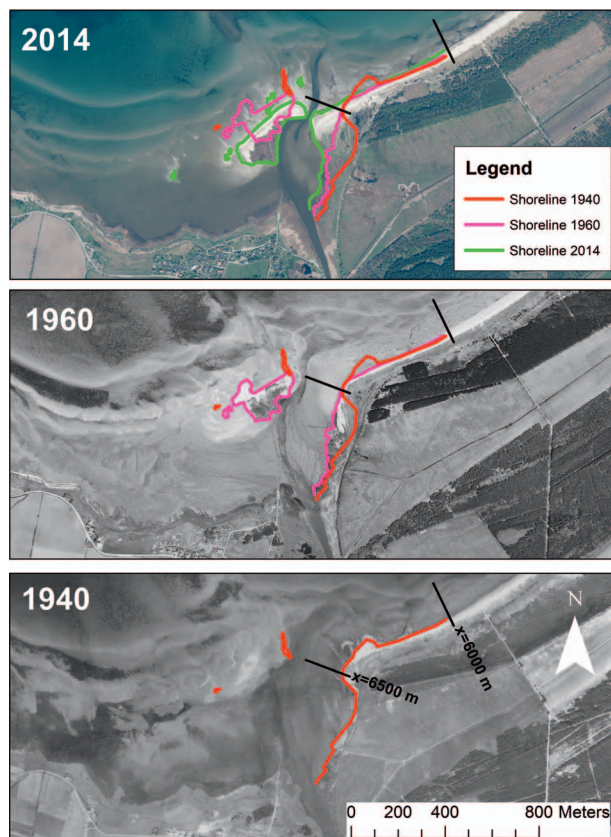 2014
Legend
Shoreline 1940
Shoreline 1960
Shoreline 2014
1960
1940
N
x=6000 m
x=6500 m
0 200 400 800 Meters